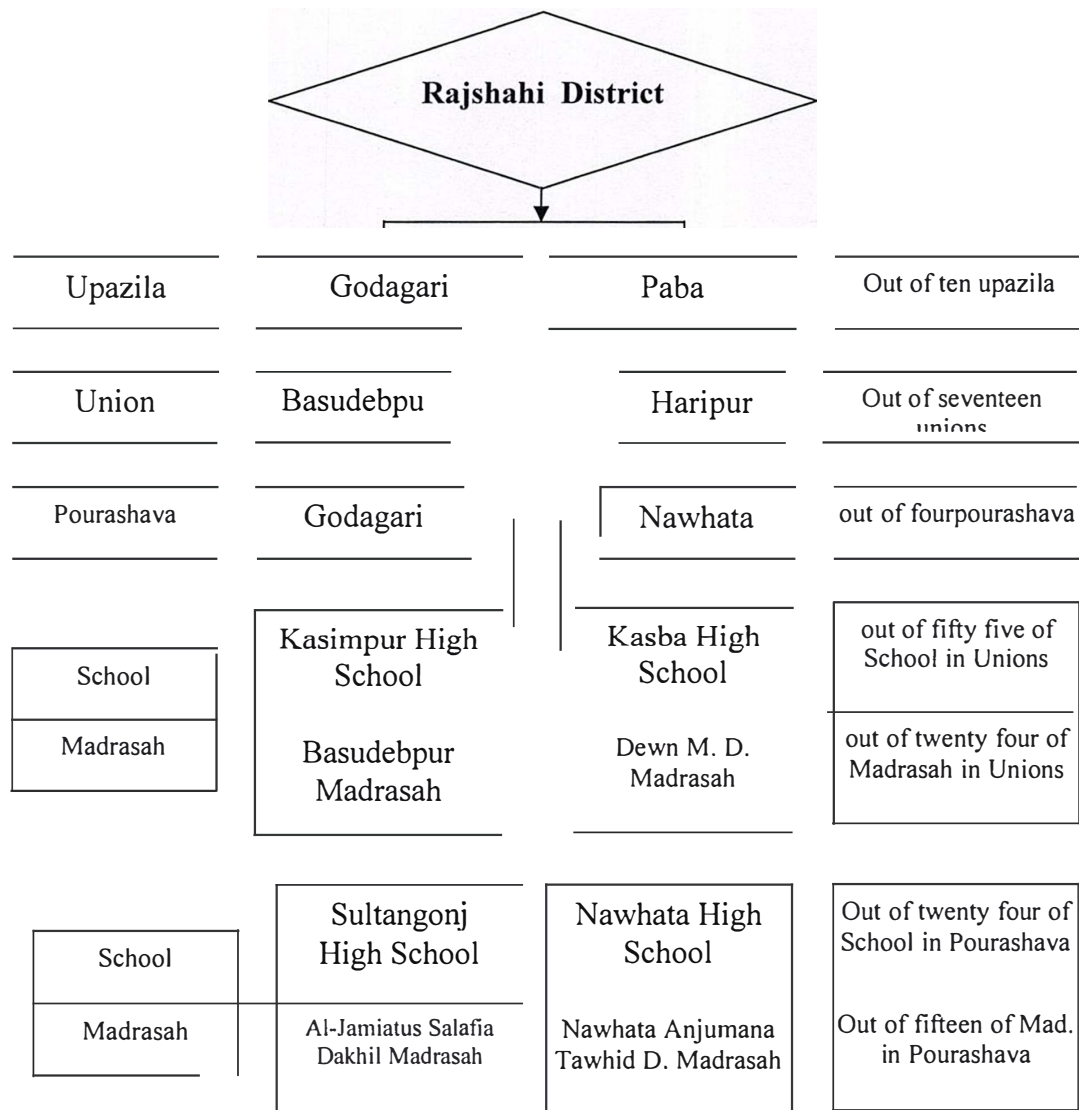 Rajshahi District
Upazila
Godagari
Paba
Out of ten upazila
Union
Basudebpu
Haripur
Out of seventeen
unions
Pourashava
Godagari
Nawhata
out of fourpourashava
School
Madrasah
Kasimpur High
School
Basudebpur
Madrasah
Kasba High
School
Dewn M. D.
Madrasah
out of fifty five of
School in Unions
out of twenty four of
Madrasah in Unions
School
Madrasah
Sultangonj
High School
Al-Jamiatus Salafia
Dakhil Madrasah
Nawhata High
School
Nawhata Anjumana
Tawhid D. Madrasah
Out of twenty four of
School in Pourashava
Out of fifteen of Mad.
in Pourashava